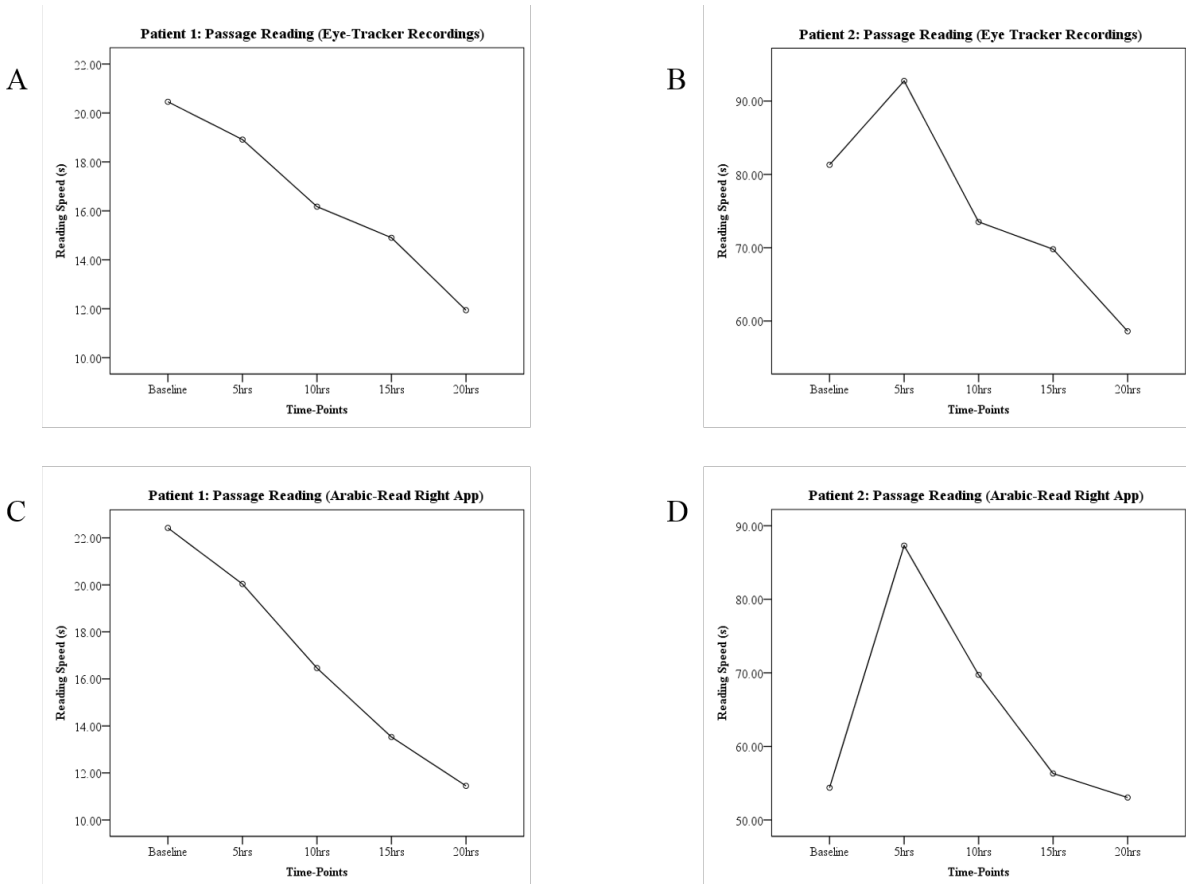 A
Patient 1: Passage Reading (Eye-Tracker Recordings)
Reading Speed (s)
22.00
20.00
18.00
16.00
14.00
12.00
10.00
Baseline 5hrs 10hrs 15hrs 20hrs
Time-Points
B
Patient 2: Passage Reading (Eye Tracker Recordings)
Reading Speed (s)
90.00
80.00
70.00
60.00
Baseline 5hrs 10hrs 15hrs 20hrs
Time-Points
C
Patient 1: Passage Reading (Arabic-Read Right App)
Reading Speed (s)
22.00
20.00
18.00
16.00
14.00
12.00
10.00
Baseline 5hrs 10hrs 15hrs 20hrs
Time-Points
D
Patient 2: Passage Reading (Arabic-Read Right App)
Reading Speed (s)
90.00
80.00
70.00
60.00
50.00
Baseline 5hrs 10hrs 15hrs 20hrs
Time-Points